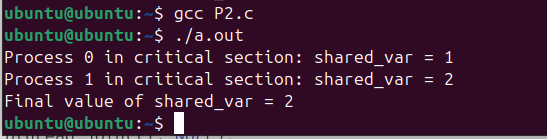 ubuntu@ubuntu:~$ gcc P2.c
ubuntu@ubuntu:~$ ./a.out
Process 0 in critical section: shared_var = 1
Process 1 in critical section: shared_var = 2
Final value of shared_var = 2
ubuntu@ubuntu:~$